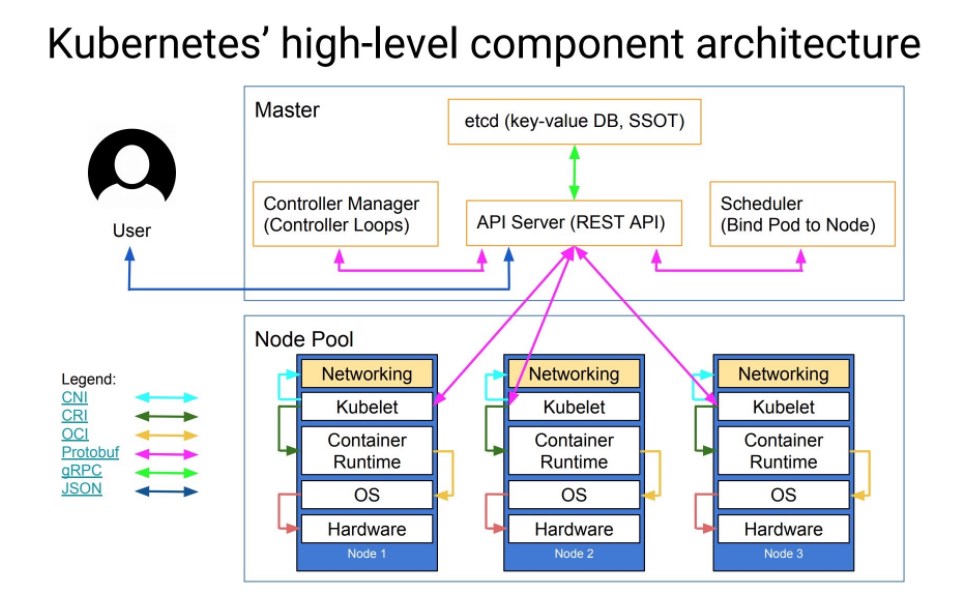 Kubernetes’ high-level component architecture
Master
etcd (key-value DB, SSOT)
Controller Manager
(Controller Loops)
API Server (REST API)
Scheduler
(Bind Pod to Node)
User
Node Pool
Networking
Kubelet
Container
Runtime
OS
Hardware
Node 1
Networking
Kubelet
Container
Runtime
OS
Hardware
Node 2
Networking
Kubelet
Container
Runtime
OS
Hardware
Node 3
Legend:
CNI
CRI
OCI
Protobuf
gRPC
JSON